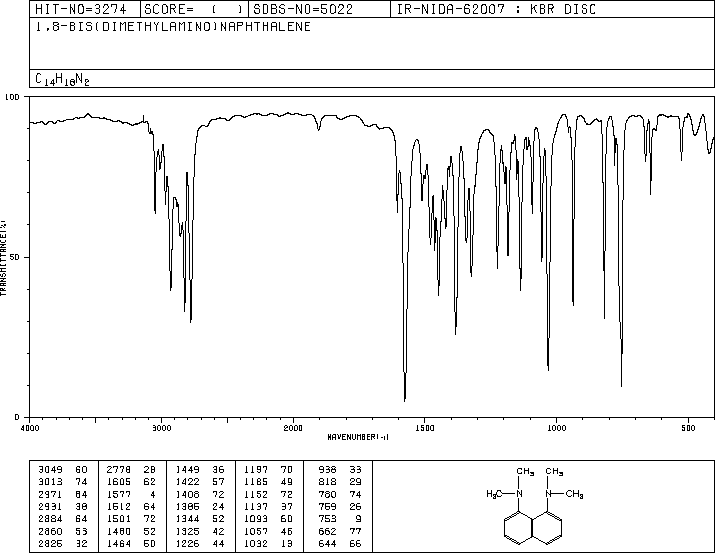 HIT-NO=3274 SCORE= ( ) SDBS-NO=5022 IR-NIDA-62007 : KBR DISC
1,8-BIS(DIMETHYLAMINO)NAPHTHALENE
C14H18N2
100
50
0
TRANSMITTANCE(%)
4000 3000 2000 1500 1000 500
WAVENUMBER(-1)
3049 60 2778 28 1449 36 1197 70 938 33
3013 74 1605 62 1422 57 1185 49 818 29
2971 64 1577 4 1408 72 1152 72 780 74
2931 38 1512 64 1386 24 1137 37 759 26
2884 64 1501 72 1344 52 1093 60 753 9
2860 53 1480 52 1325 42 1057 46 662 77
2826 32 1464 50 1226 44 1032 13 644 66
CH3 CH3
H3C N N CH3